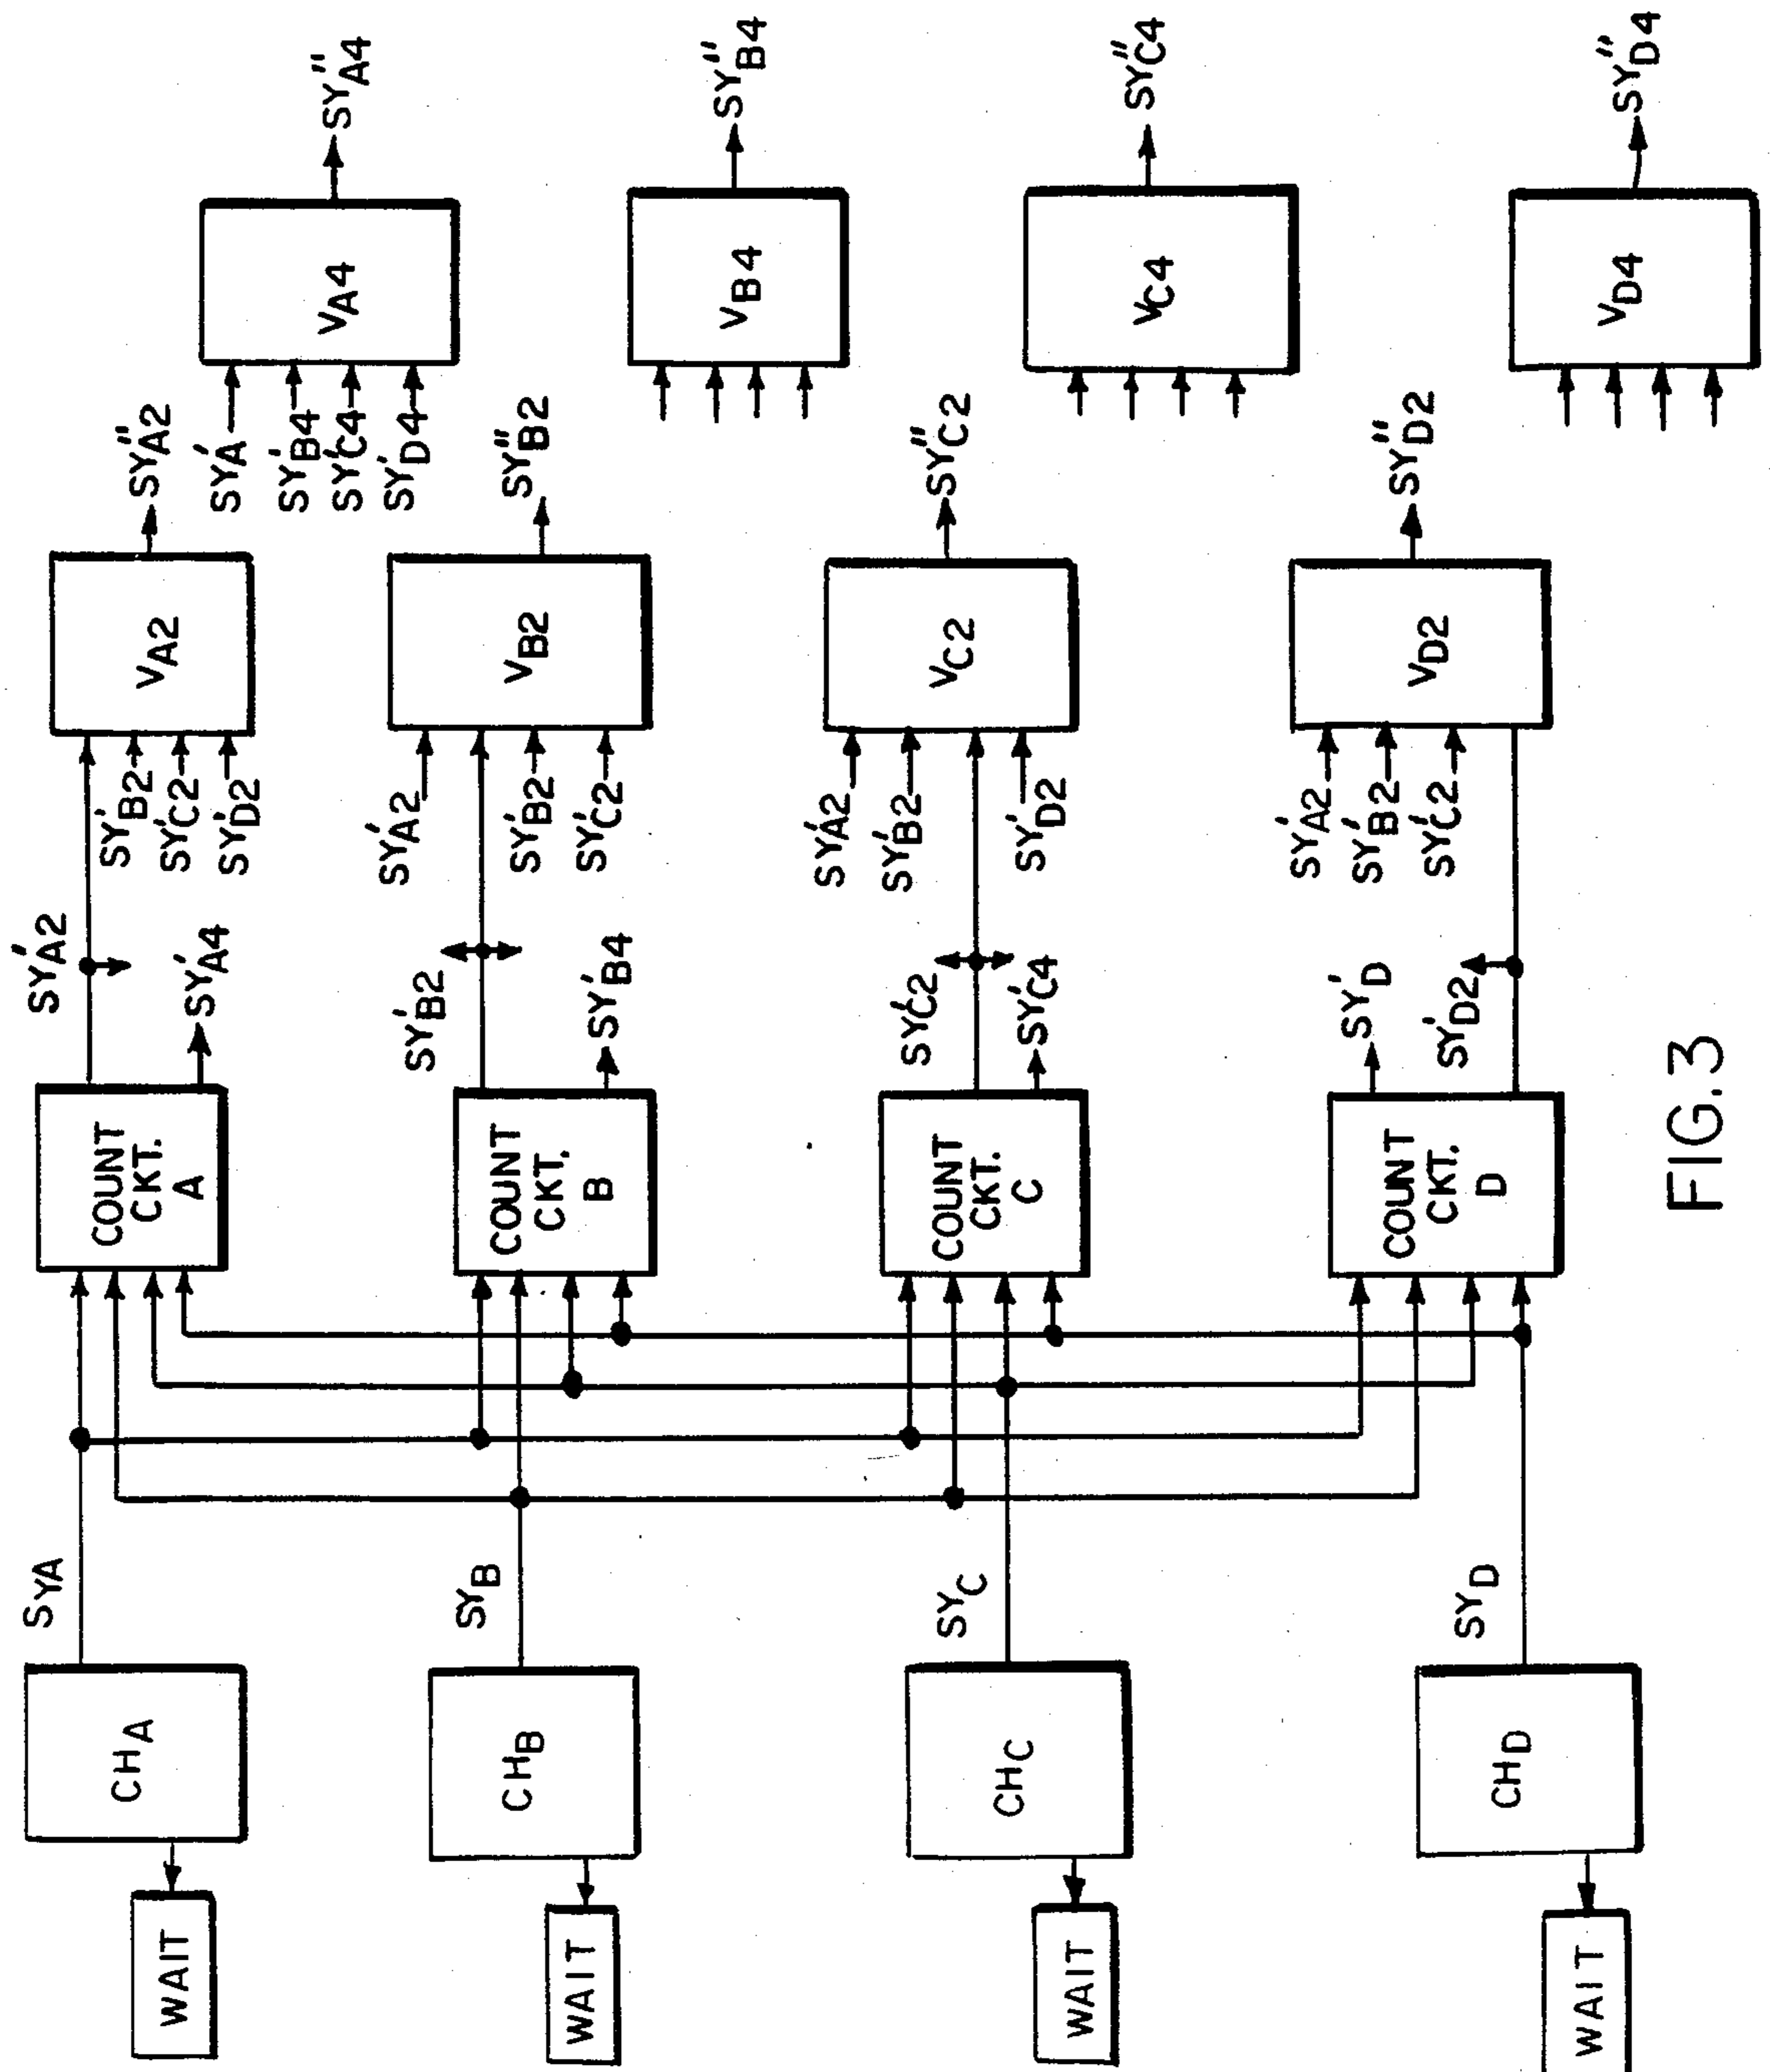 WAIT
CHA
SYA
COUNT
CKT.
A
SY'A2
SY'A4
SY'B2
SY'C2
SY'D2
VA2
SY"A2
SY'A
SY'B4
SY'C4
SY'D4
VA4
SY"A4
WAIT
CHB
SYB
COUNT
CKT.
B
SY'B2
SY'B4
SY'A2
SY'B2
SY'C2
VB2
SY"B2
VB4
SY"B4
WAIT
CHC
SYC
COUNT
CKT.
C
SY'C2
SY'C4
SY'A2
SY'B2
SY'D2
VC2
SY"C2
VC4
SY"C4
WAIT
CHD
SYD
COUNT
CKT.
D
SY'D
SY'D2
SY'A2
SY'B2
SY'C2
VD2
SY"D2
VD4
SY"D4
FIG.3